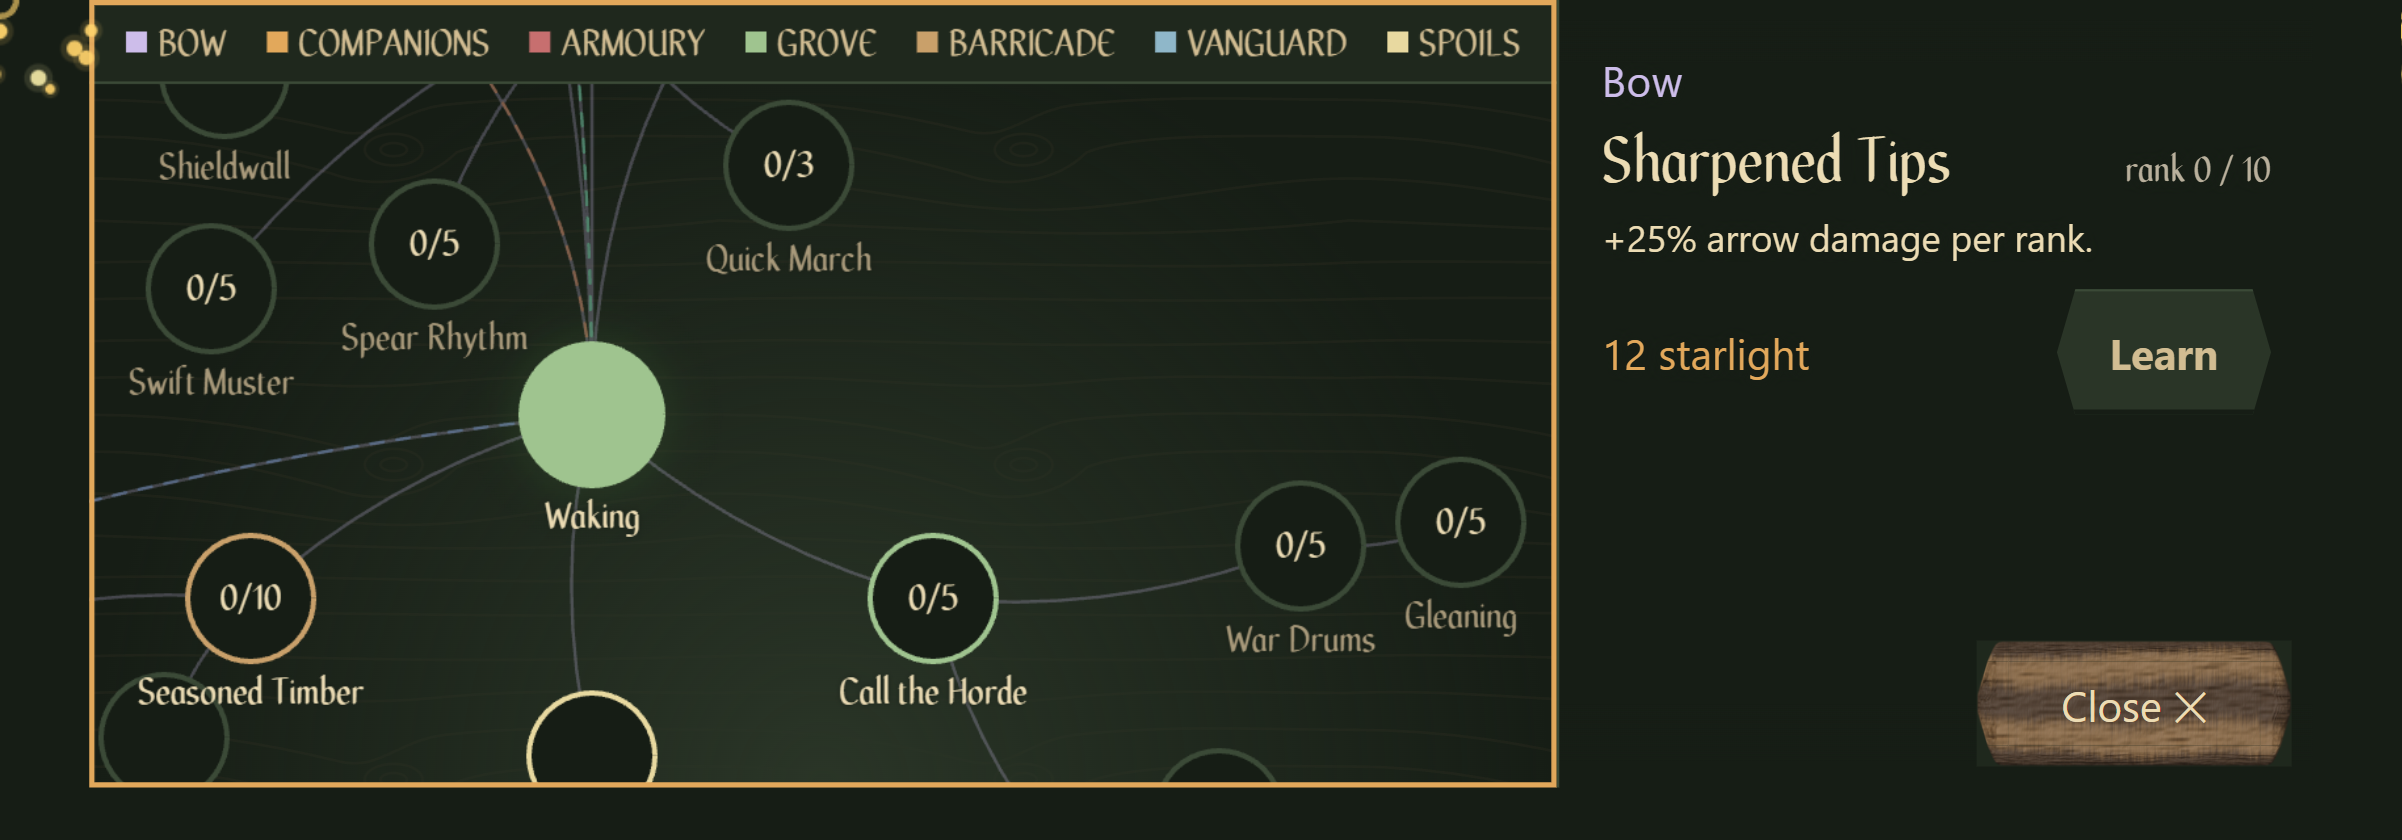 BOW COMPANIONS ARMOURY GROVE BARRICADE VANGUARD SPOILS
Shieldwall
0/3
Quick March
0/5
Spear Rhythm
0/5
Swift Muster
Waking
0/10
Seasoned Timber
0/5
Call the Horde
0/5
War Drums
0/5
Gleaning
Bow
Sharpened Tips rank 0 / 10
+25% arrow damage per rank.
12 starlight Learn
Close ×